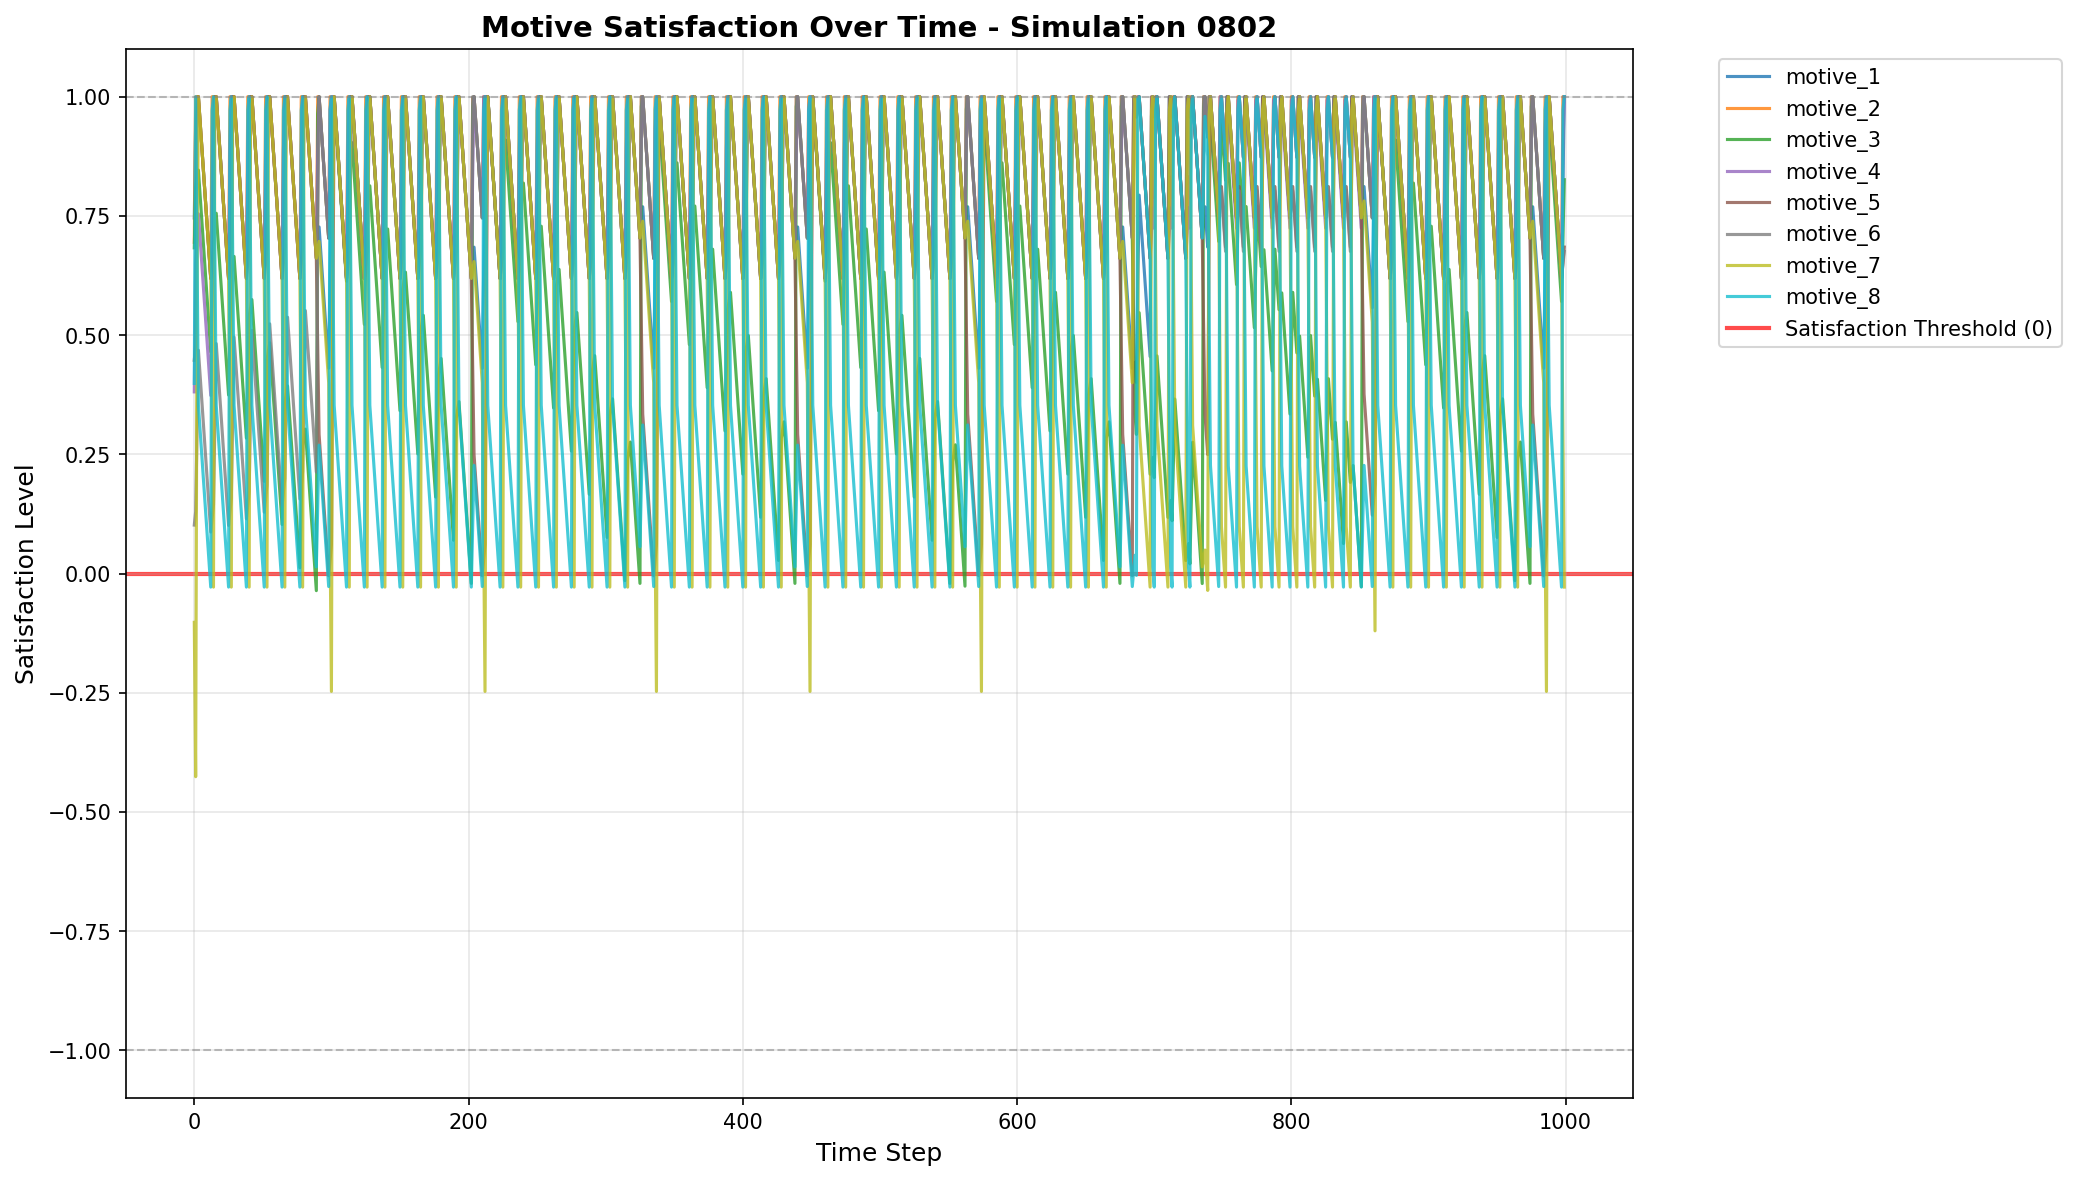 Motive Satisfaction Over Time - Simulation 0802
1.00
0.75
0.50
0.25
0.00
−0.25
−0.50
−0.75
−1.00
Satisfaction Level
0
200
400
600
800
1000
Time Step
motive_1
motive_2
motive_3
motive_4
motive_5
motive_6
motive_7
motive_8
Satisfaction Threshold (0)